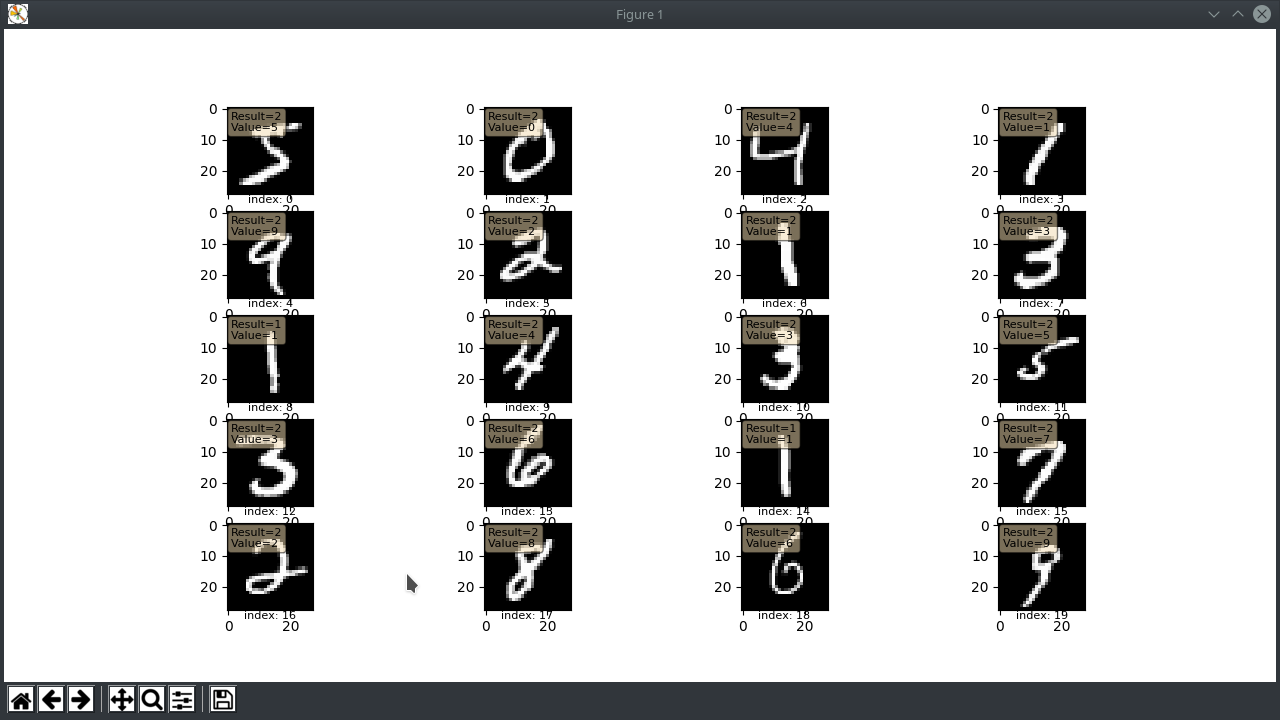 Figure 1
0 Result=2 0 Result=2 0 Result=2 0 Result=2
Value=5 Value=0 Value=4 Value=1
10 10 10 10
20 20 20 20
index: 0 index: 1 index: 2 index: 3
0 20 0 20 0 20 0 20
0 Result=2 0 Result=2 0 Result=2 0 Result=2
Value=9 Value=2 Value=1 Value=3
10 10 10 10
20 20 20 20
index: 4 index: 5 index: 6 index: 7
0 20 0 20 0 20 0 20
0 Result=1 0 Result=2 0 Result=2 0 Result=2
Value=1 Value=4 Value=3 Value=5
10 10 10 10
20 20 20 20
index: 8 index: 9 index: 10 index: 11
0 20 0 20 0 20 0 20
0 Result=2 0 Result=2 0 Result=1 0 Result=2
Value=3 Value=6 Value=1 Value=7
10 10 10 10
20 20 20 20
index: 12 index: 13 index: 14 index: 15
0 20 0 20 0 20 0 20
0 Result=2 0 Result=2 0 Result=2 0 Result=2
Value=2 Value=8 Value=6 Value=9
10 10 10 10
20 20 20 20
index: 16 index: 17 index: 18 index: 19
0 20 0 20 0 20 0 20